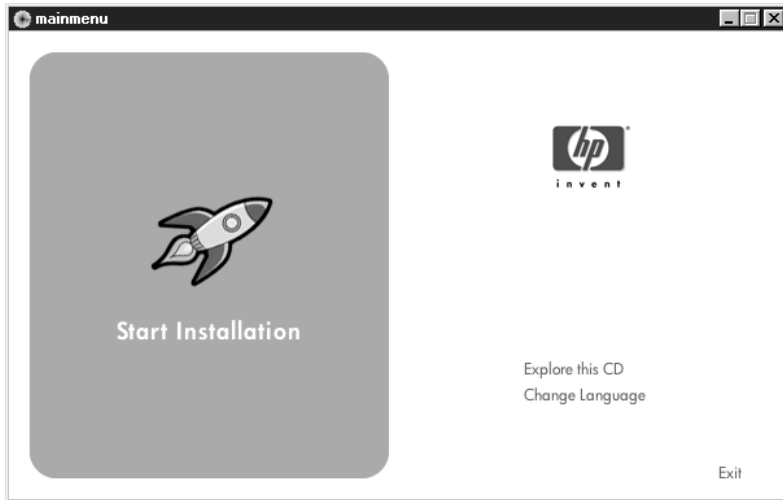 mainmenu
hp
invent
Start Installation
Explore this CD
Change Language
Exit